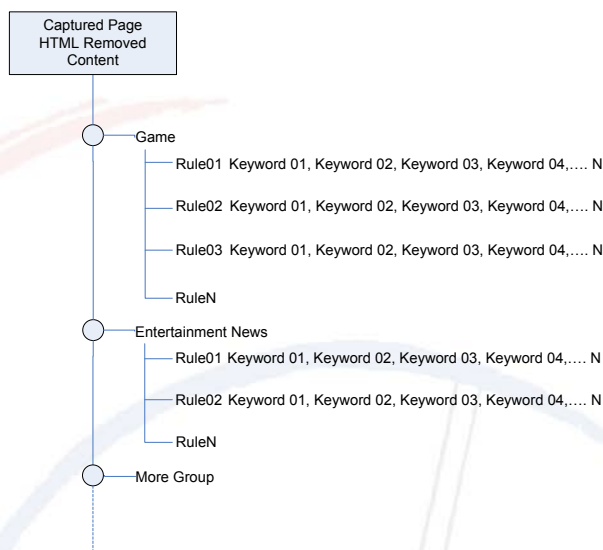 Captured Page
HTML Removed
Content
Game
Rule01 Keyword 01, Keyword 02, Keyword 03, Keyword 04,…. N
Rule02 Keyword 01, Keyword 02, Keyword 03, Keyword 04,…. N
Rule03 Keyword 01, Keyword 02, Keyword 03, Keyword 04,…. N
RuleN
Entertainment News
Rule01 Keyword 01, Keyword 02, Keyword 03, Keyword 04,…. N
Rule02 Keyword 01, Keyword 02, Keyword 03, Keyword 04,…. N
RuleN
More Group